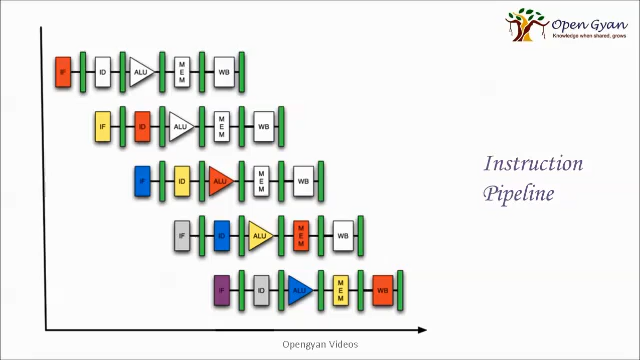 Open Gyan
Knowledge when shared, grows
IF ID ALU MEM WB
IF ID ALU MEM WB
IF ID ALU MEM WB
IF ID ALU MEM WB
IF ID ALU MEM WB
Instruction
Pipeline
Opengyan Videos